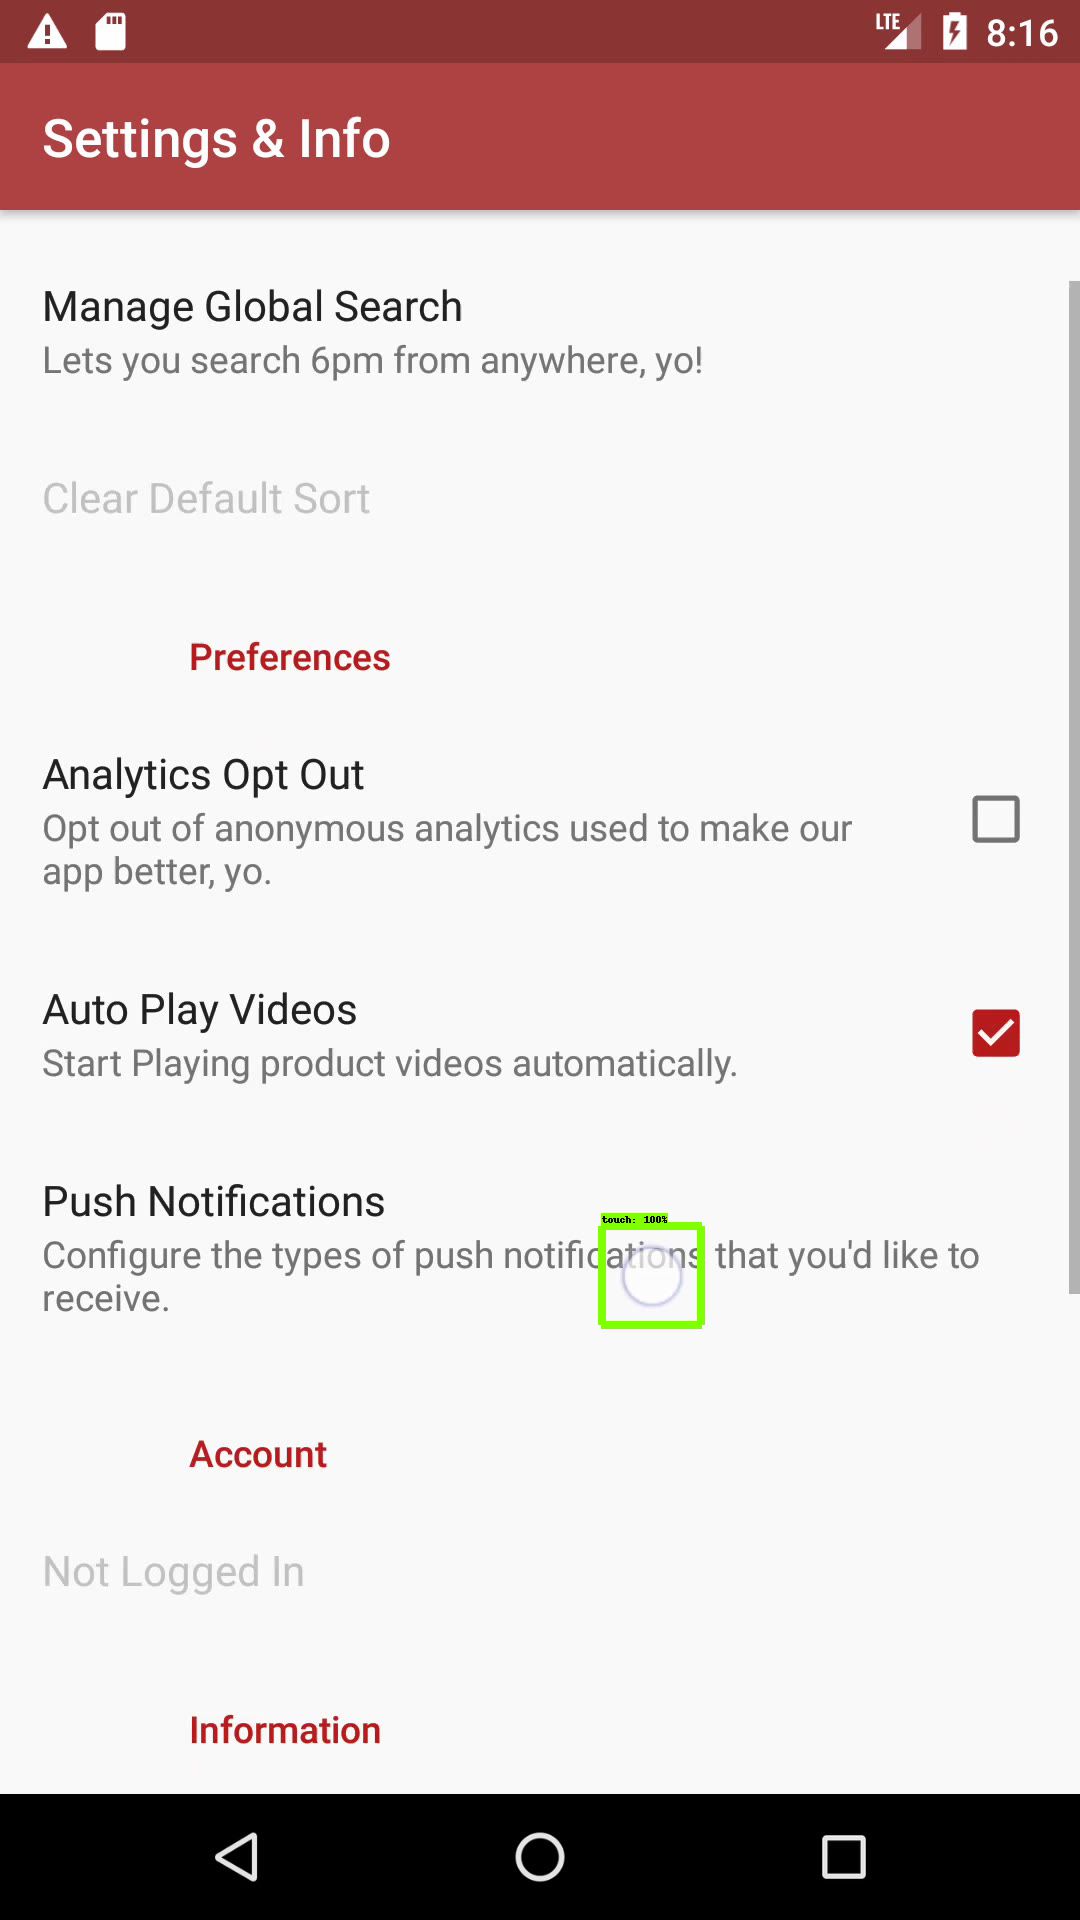 LTE 8:16
Settings & Info
Manage Global Search
Lets you search 6pm from anywhere, yo!
Clear Default Sort
Preferences
Analytics Opt Out
Opt out of anonymous analytics used to make our
app better, yo.
Auto Play Videos
Start Playing product videos automatically.
Push Notifications
touch: 100%
Configure the types of push notifications that you'd like to
receive.
Account
Not Logged In
Information